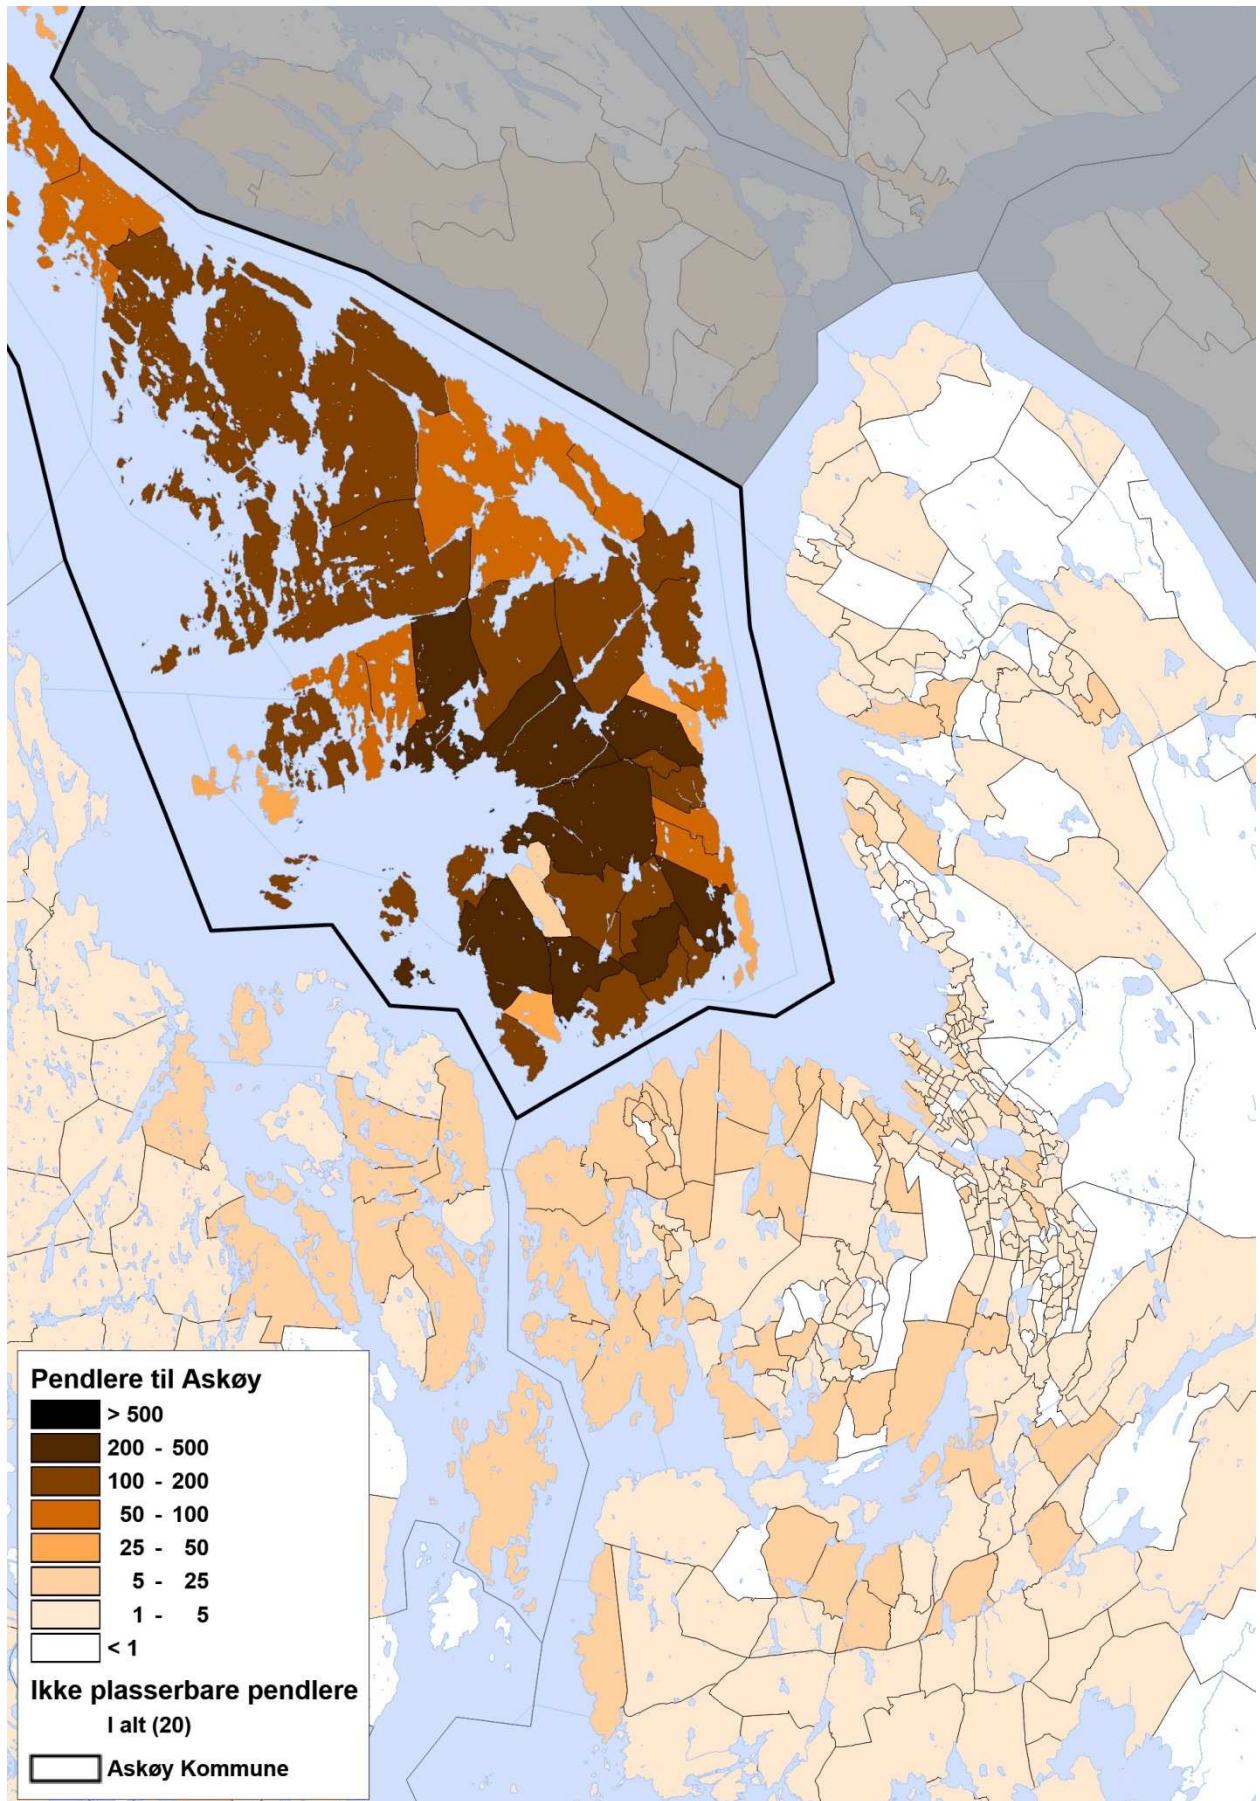 Pendlere til Askøy
> 500
200 - 500
100 - 200
50 - 100
25 - 50
5 - 25
1 - 5
< 1
Ikke plasserbare pendlere
I alt (20)
Askøy Kommune